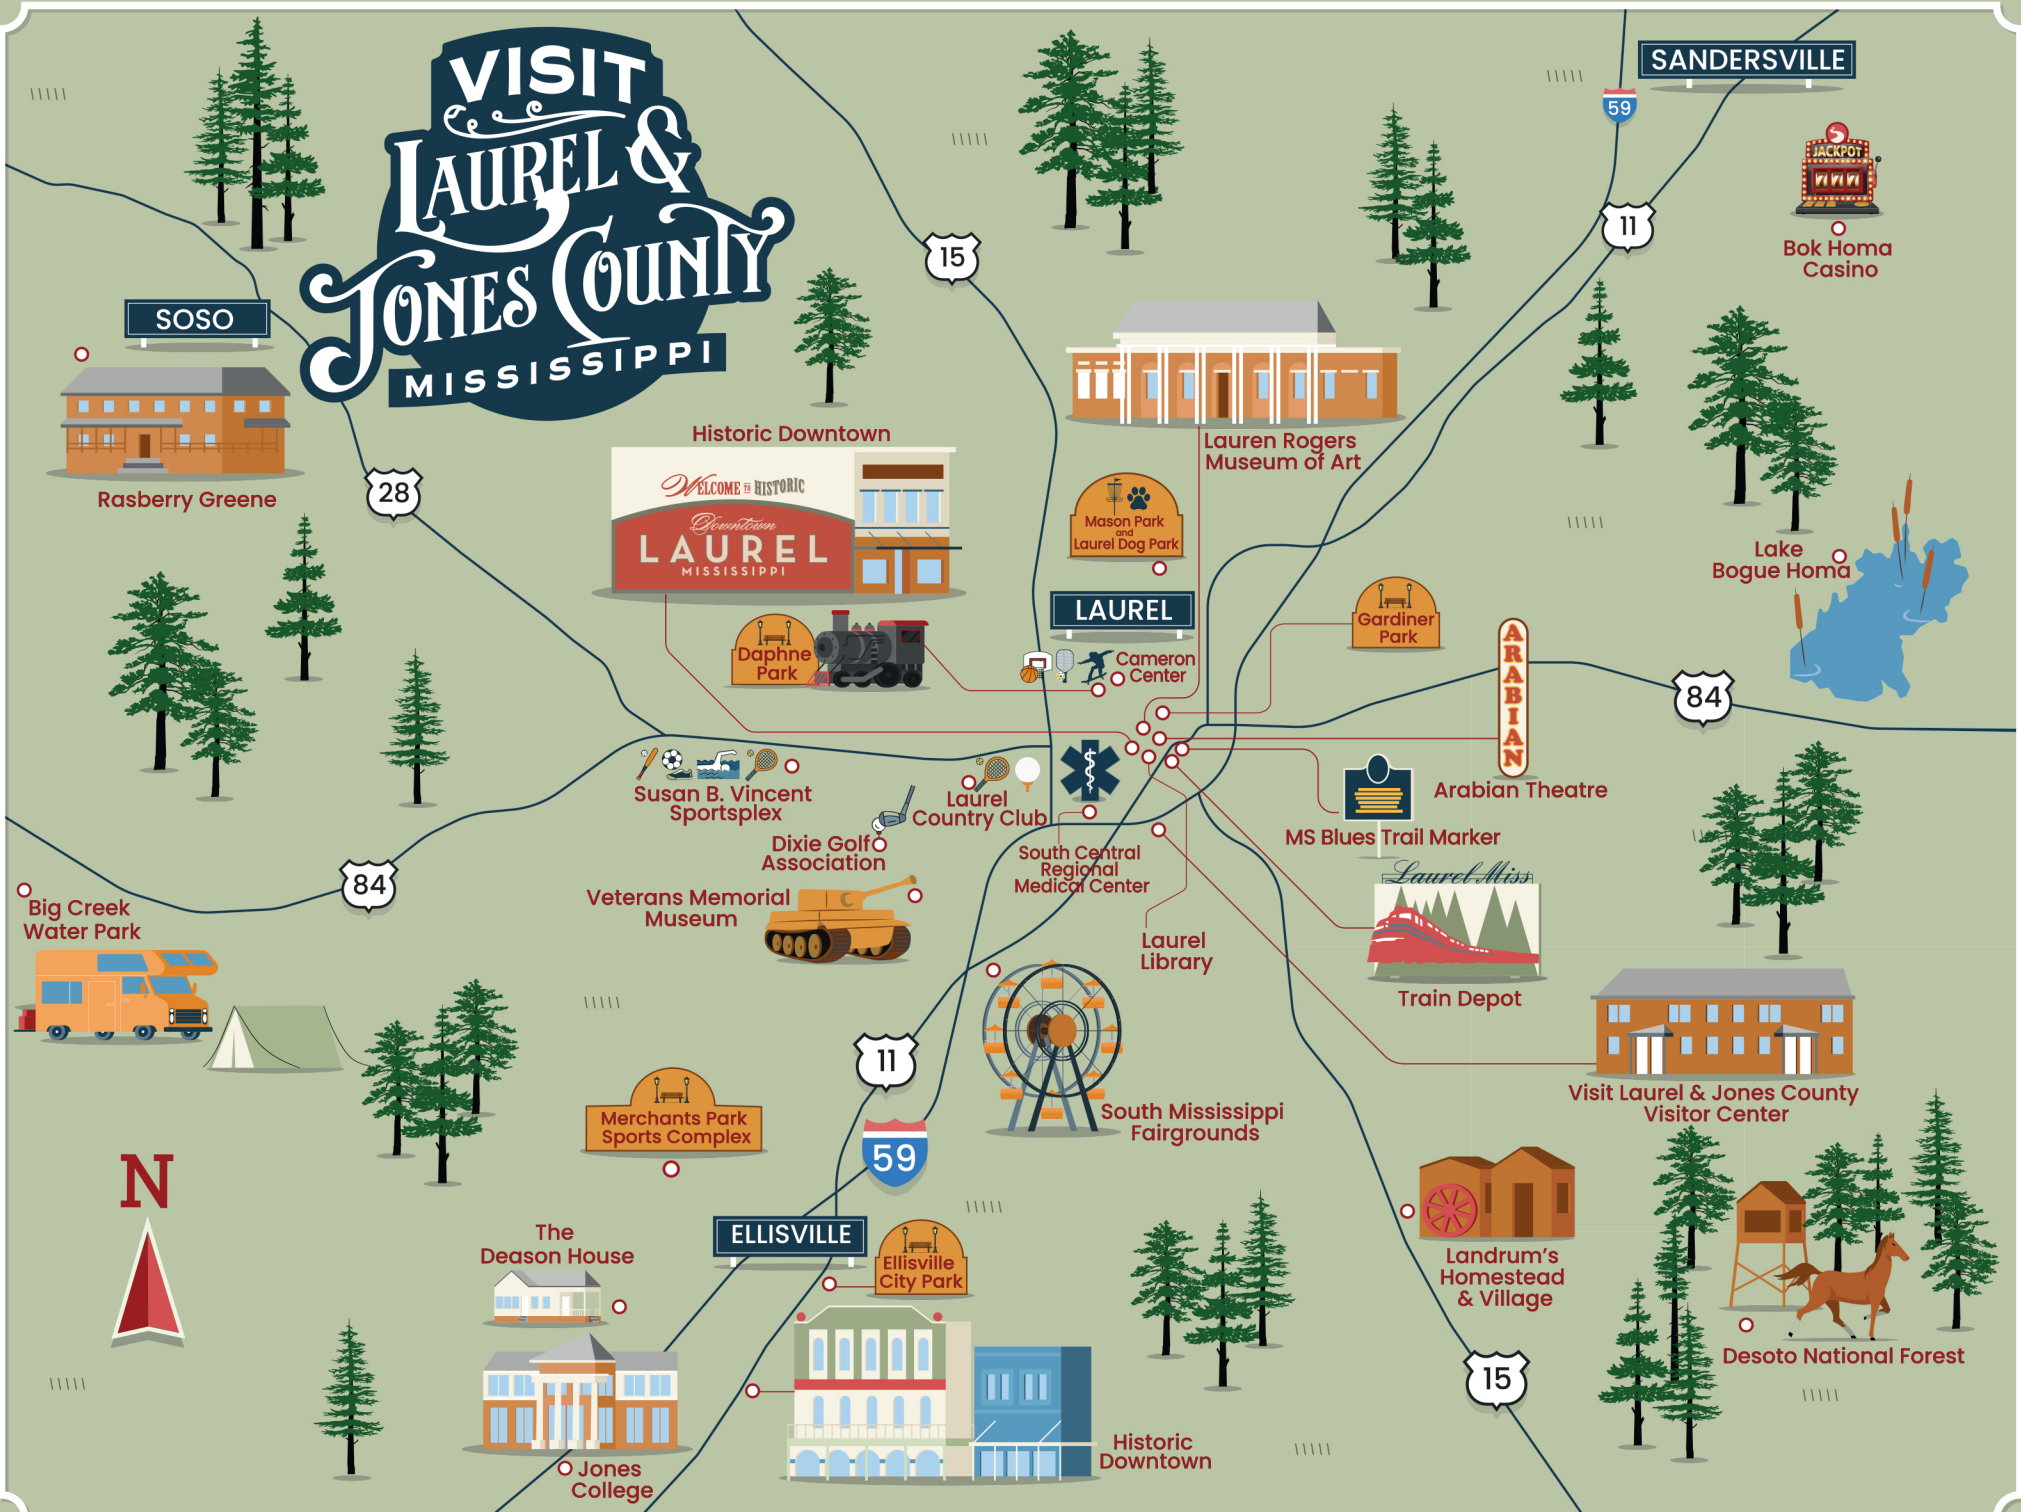 VISIT
LAUREL &
JONES COUNTY
MISSISSIPPI
SANDERSVILLE
59
11
15
JACKPOT
777
Bok Homa
Casino
SOSO
Rasberry Greene
28
Historic Downtown
WELCOME TO HISTORIC
Downtown
LAUREL
MISSISSIPPI
Lauren Rogers
Museum of Art
Mason Park
and
Laurel Dog Park
LAUREL
Cameron
Center
Daphne
Park
Gardiner
Park
Lake
Bogue Homa
ARABIAN
Arabian Theatre
84
Susan B. Vincent
Sportsplex
Laurel
Country Club
Dixie Golf
Association
South Central
Regional
Medical Center
MS Blues Trail Marker
84
Big Creek
Water Park
Veterans Memorial
Museum
Laurel
Library
Laurel Miss
Train Depot
Visit Laurel & Jones County
Visitor Center
11
59
South Mississippi
Fairgrounds
Merchants Park
Sports Complex
N
The
Deason House
ELLISVILLE
Ellisville
City Park
Landrum's
Homestead
& Village
Desoto National Forest
15
Historic
Downtown
Jones
College